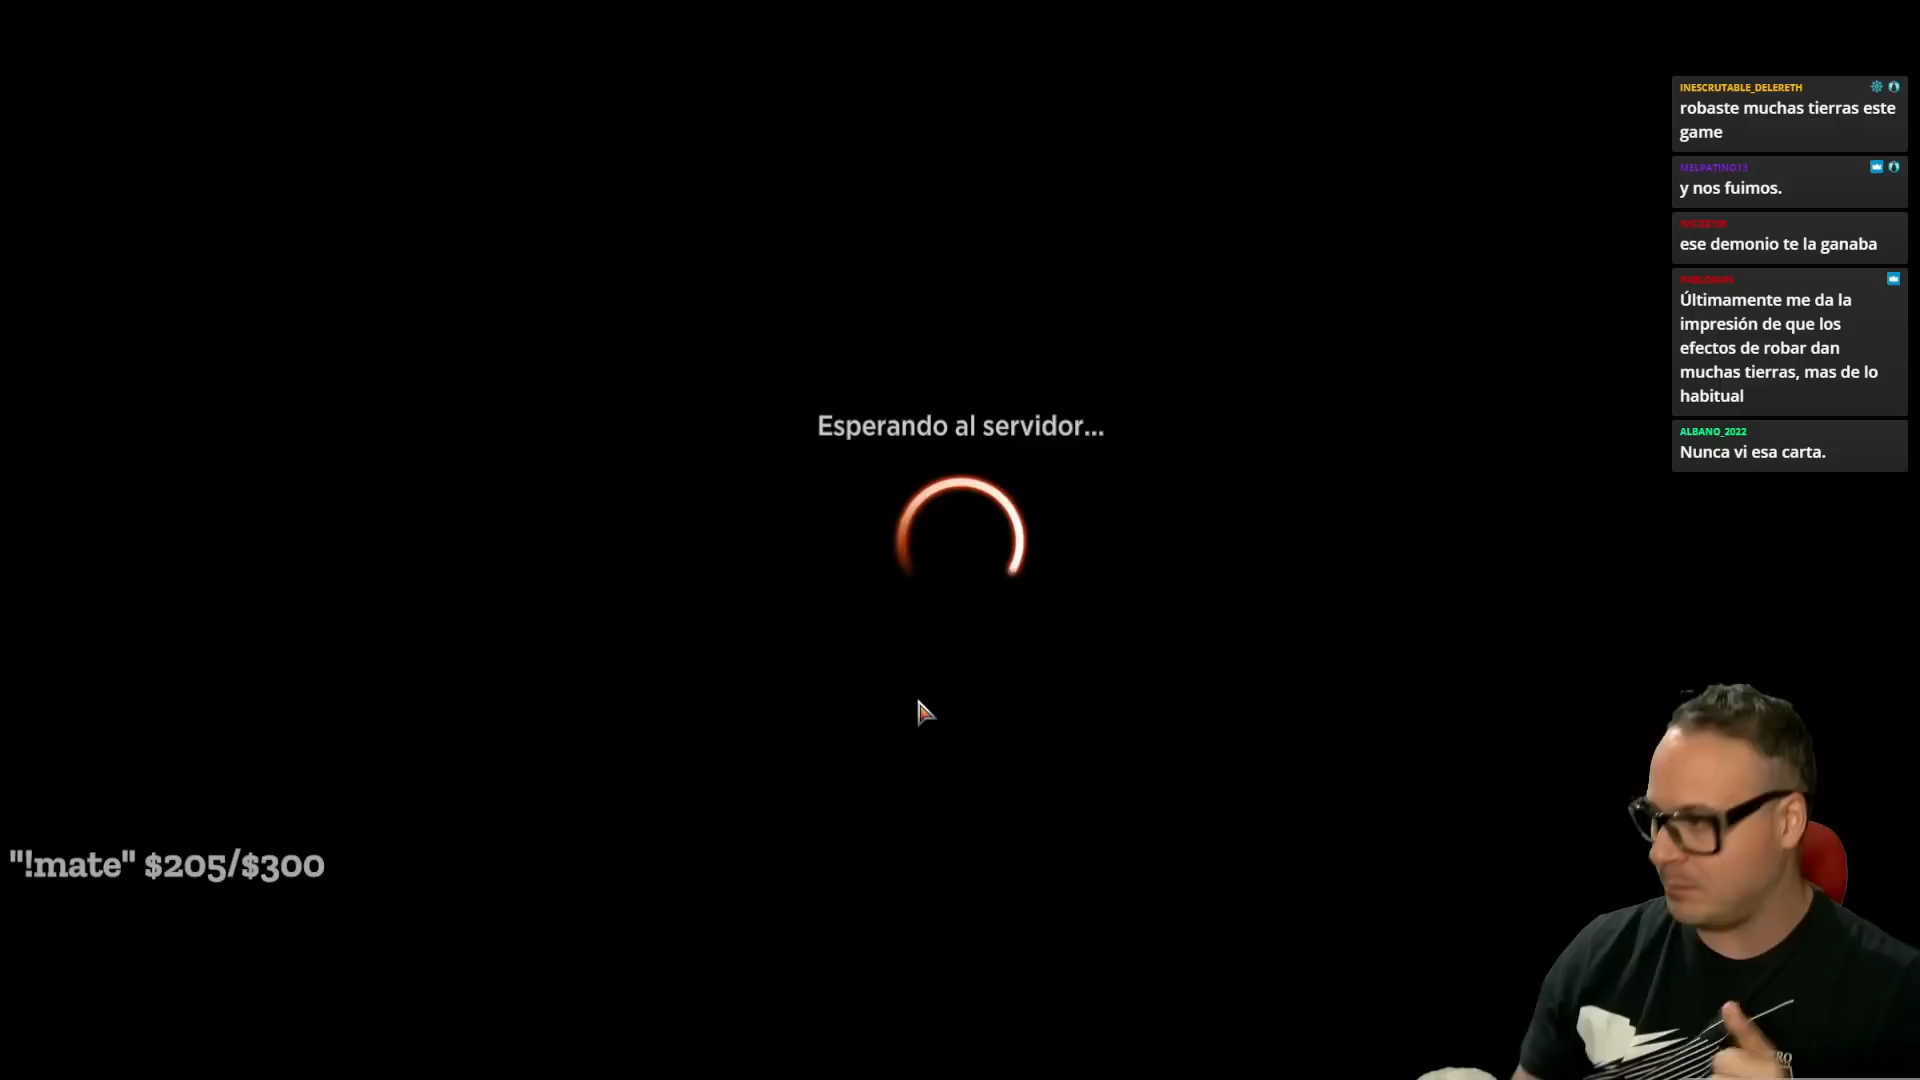 INESCRUTABLE_DELERETH
robaste muchas tierras este
game
MELPATINO13
y nos fuimos.
ese demonio te la ganaba
Últimamente me da la
impresión de que los
efectos de robar dan
muchas tierras, mas de lo
habitual
ALBANO_2022
Nunca vi esa carta.
Esperando al servidor...
"!mate" $205/$300